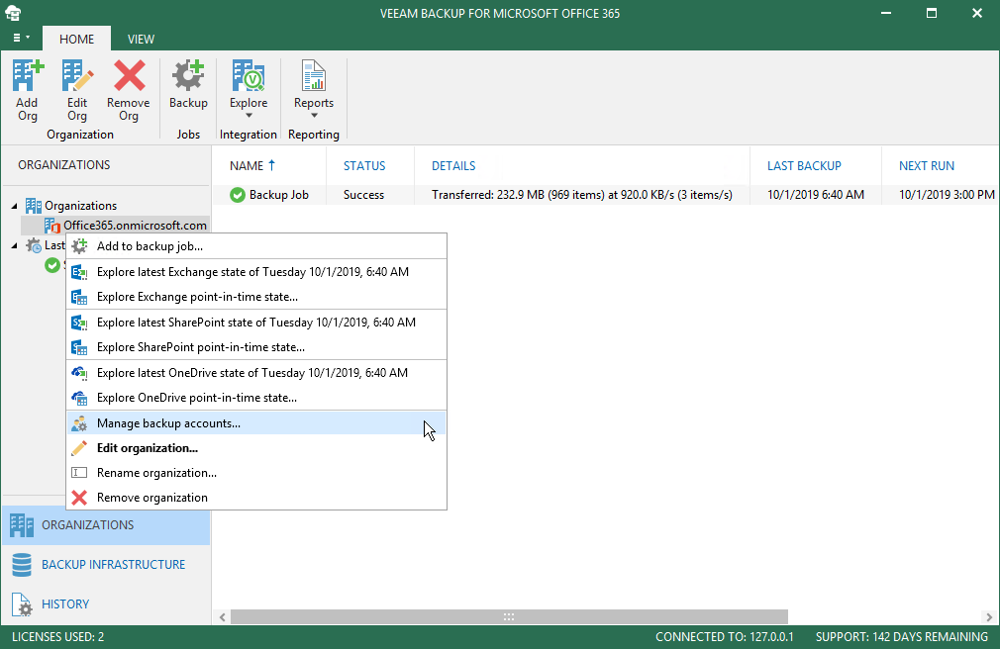 VEEAM BACKUP FOR MICROSOFT OFFICE 365
HOME VIEW
Add Org
Edit Org
Remove Org
Backup
Explore
Reports
Organization Jobs Integration Reporting
ORGANIZATIONS
NAME STATUS DETAILS LAST BACKUP NEXT RUN
Backup Job Success Transferred: 232.9 MB (969 items) at 920.0 KB/s (3 items/s) 10/1/2019 6:40 AM 10/1/2019 3:00 PM
Organizations
Office365.onmicrosoft.com
Last
Add to backup job...
Explore latest Exchange state of Tuesday 10/1/2019, 6:40 AM
Explore Exchange point-in-time state...
Explore latest SharePoint state of Tuesday 10/1/2019, 6:40 AM
Explore SharePoint point-in-time state...
Explore latest OneDrive state of Tuesday 10/1/2019, 6:40 AM
Explore OneDrive point-in-time state...
Manage backup accounts...
Edit organization...
Rename organization...
Remove organization
ORGANIZATIONS
BACKUP INFRASTRUCTURE
HISTORY
LICENSES USED: 2 CONNECTED TO: 127.0.0.1 SUPPORT: 142 DAYS REMAINING